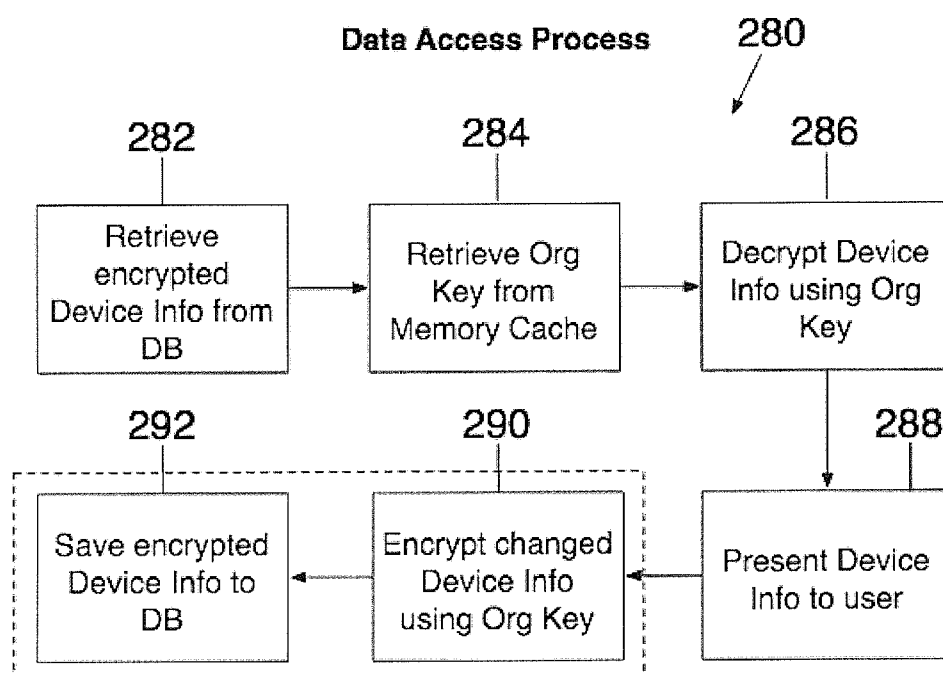 Data Access Process
280
282
284
286
Retrieve
encrypted
Device Info from
DB
Retrieve Org
Key from
Memory Cache
Decrypt Device
Info using Org
Key
292
290
288
Save encrypted
Device Info to
DB
Encrypt changed
Device Info
using Org Key
Present Device
Info to user